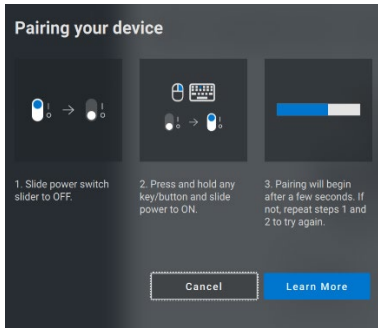 Pairing your device
1. Slide power switch
slider to OFF.
2. Press and hold any
key/button and slide
power to ON.
3. Pairing will begin
after a few seconds. If
not, repeat steps 1 and
2 to try again.
Cancel
Learn More